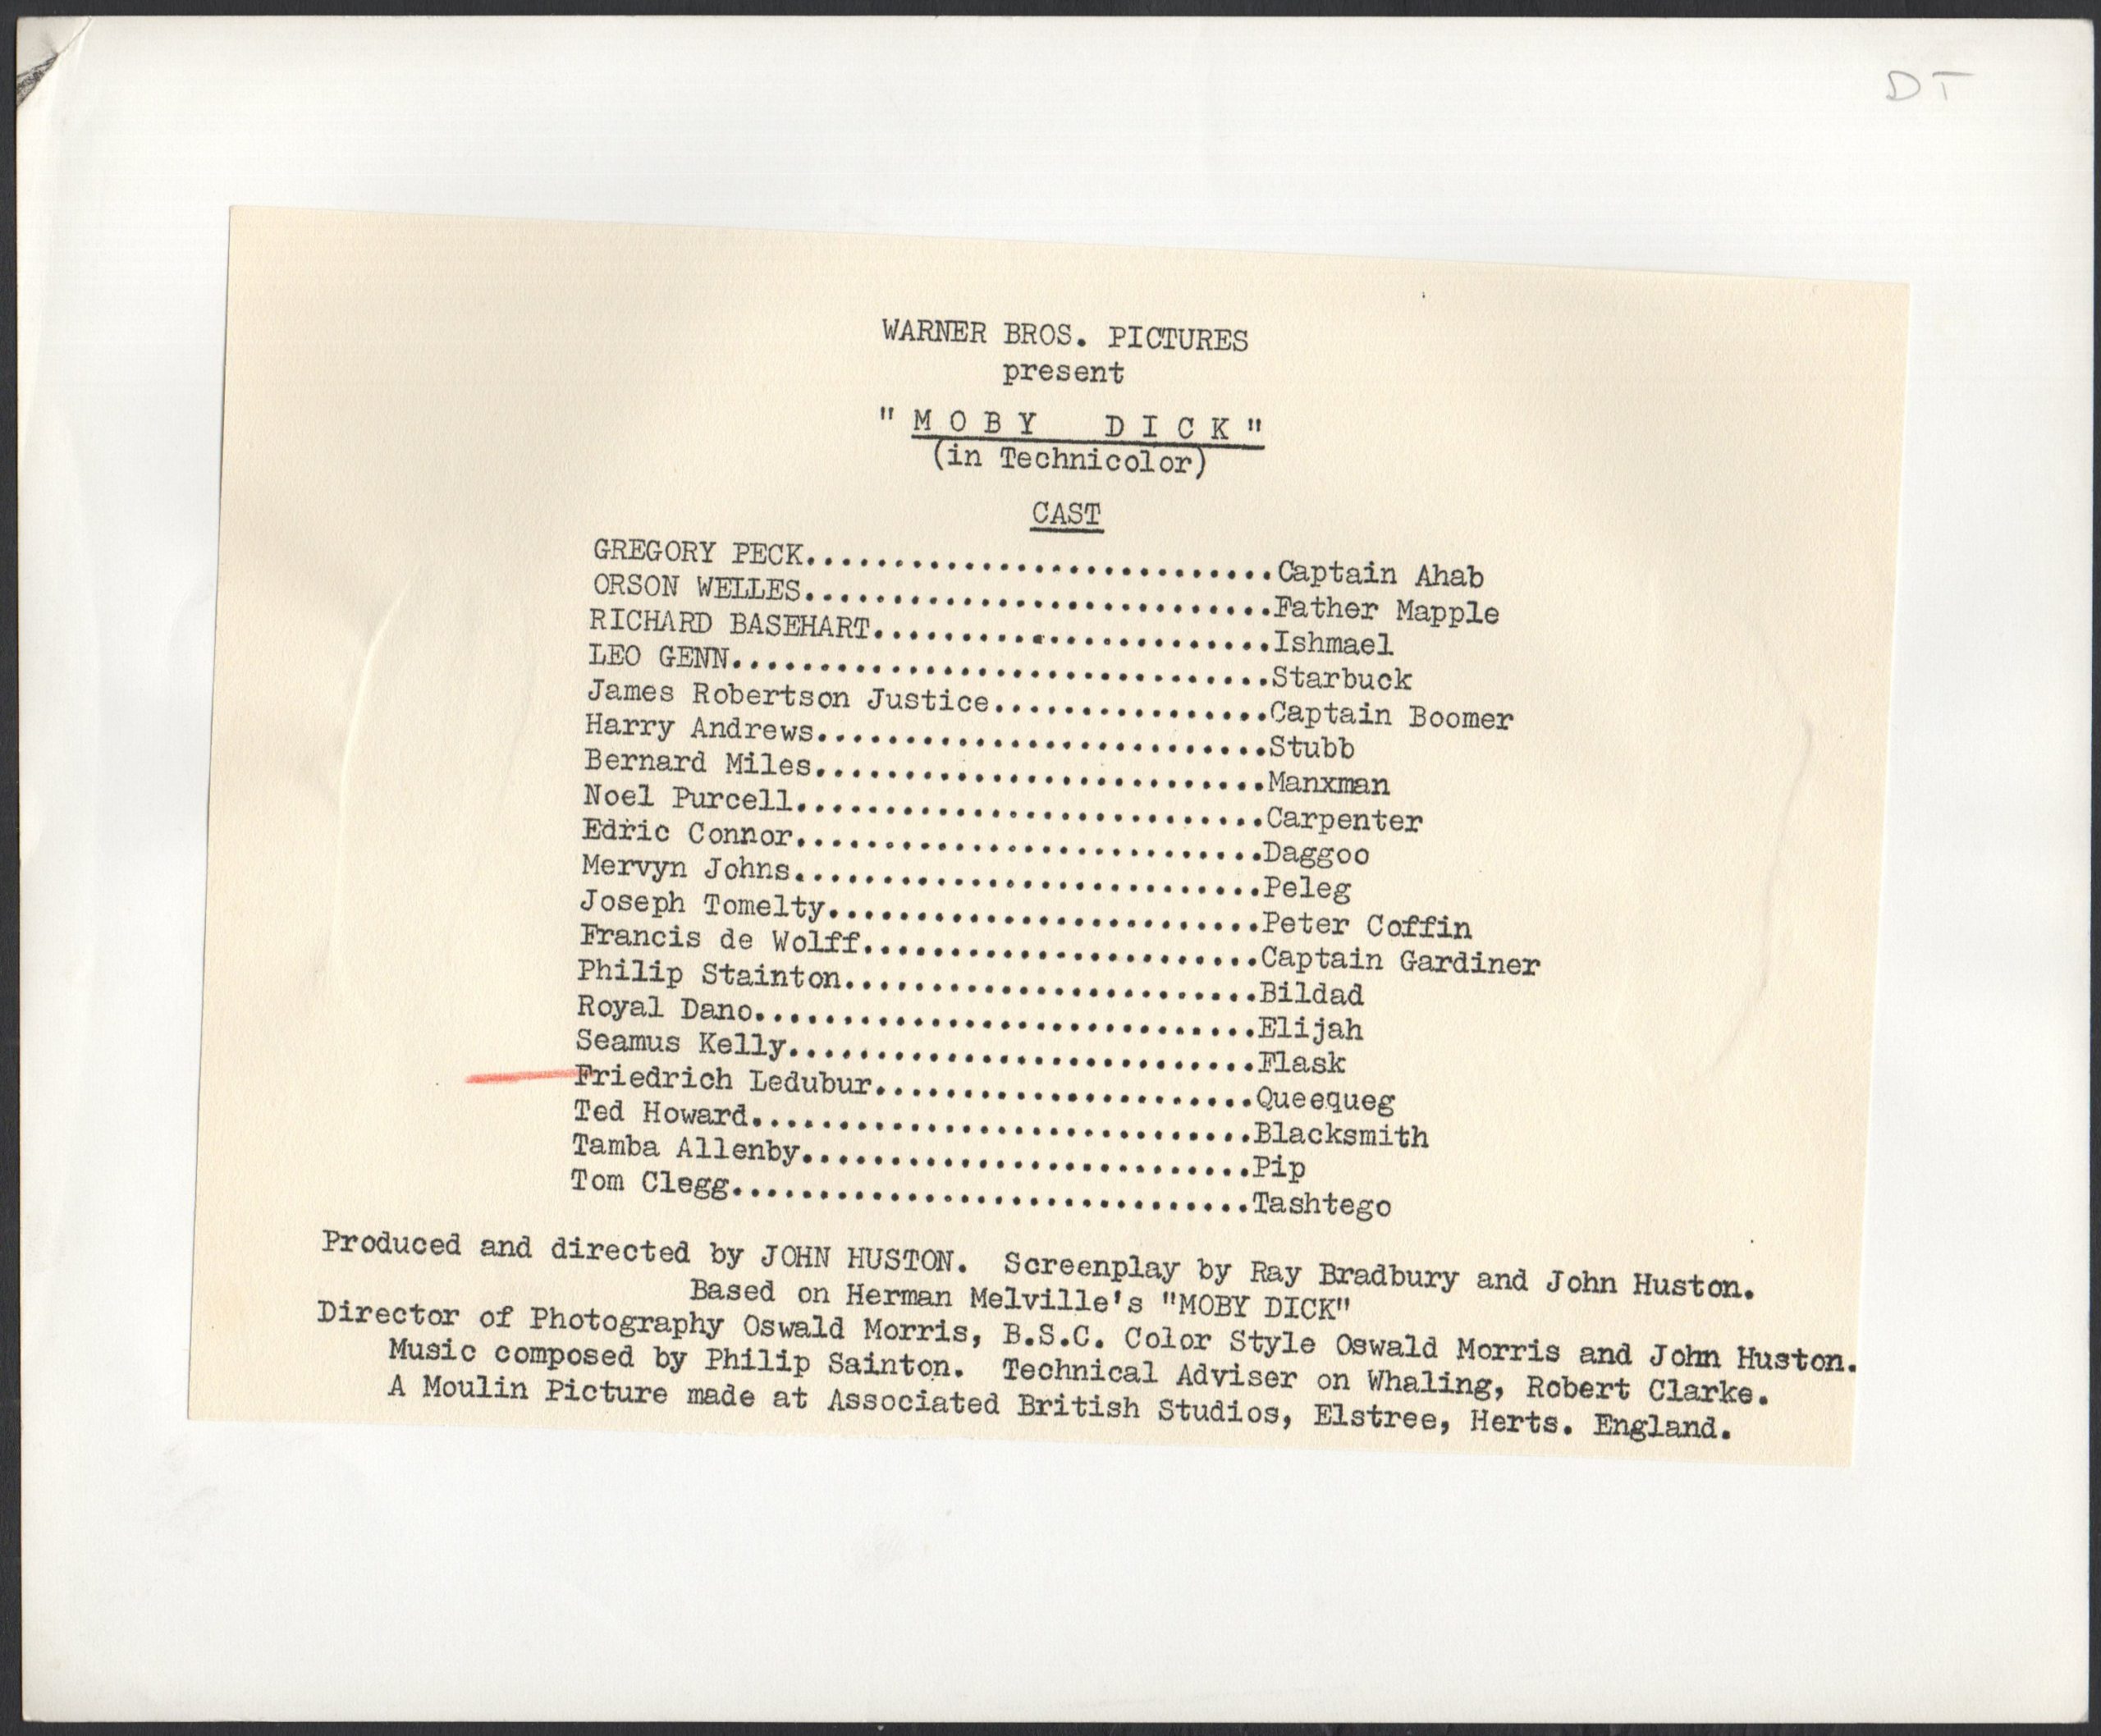 DT
WARNER BROS. PICTURES
present
"MOBY DICK"
(in Technicolor)
CAST
GREGORY PECK...........................Captain Ahab
ORSON WELLES...........................Father Mapple
RICHARD BASEHART.......................Ishmael
LEO GENN...............................Starbuck
James Robertson Justice................Captain Boomer
Harry Andrews..........................Stubb
Bernard Miles..........................Manxman
Noel Purcell...........................Carpenter
Edric Connor...........................Daggoo
Mervyn Johns...........................Peleg
Joseph Tomelty.........................Peter Coffin
Francis de Wolff.......................Captain Gardiner
Philip Stainton........................Bildad
Royal Dano.............................Elijah
Seamus Kelly...........................Flask
Friedrich Ledubur......................Queequeg
Ted Howard.............................Blacksmith
Tamba Allenby..........................Pip
Tom Clegg..............................Tashtego
Produced and directed by JOHN HUSTON. Screenplay by Ray Bradbury and John Huston.
Based on Herman Melville's "MOBY DICK"
Director of Photography Oswald Morris, B.S.C. Color Style Oswald Morris and John Huston.
Music composed by Philip Sainton. Technical Adviser on Whaling, Robert Clarke.
A Moulin Picture made at Associated British Studios, Elstree, Herts. England.